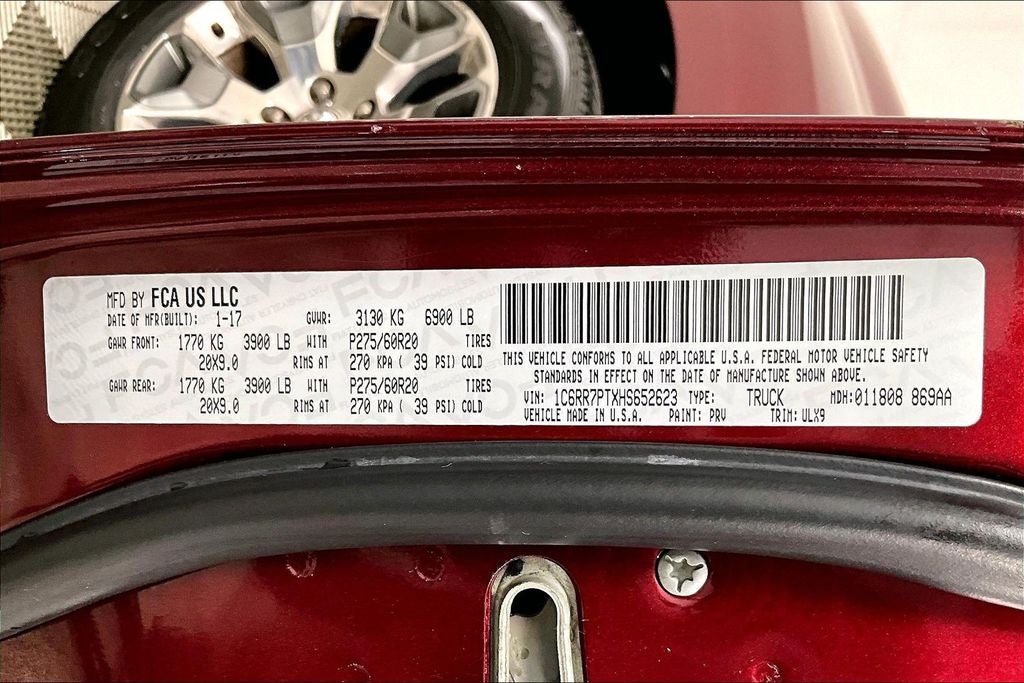 MFD BY FCA US LLC
DATE OF MFR(BUILT): 1-17 GVWR: 3130 KG 6900 LB
GAWR FRONT: 1770 KG 3900 LB WITH P275/60R20 TIRES
20X9.0 RIMS AT 270 KPA ( 39 PSI) COLD
GAWR REAR: 1770 KG 3900 LB WITH P275/60R20 TIRES
20X9.0 RIMS AT 270 KPA ( 39 PSI) COLD
THIS VEHICLE CONFORMS TO ALL APPLICABLE U.S.A. FEDERAL MOTOR VEHICLE SAFETY
STANDARDS IN EFFECT ON THE DATE OF MANUFACTURE SHOWN ABOVE.
VIN: 1C6RR7PTXHS652623 TYPE: TRUCK MDH: 011808 869AA
VEHICLE MADE IN U.S.A. PAINT: PRV TRIM: ULX9